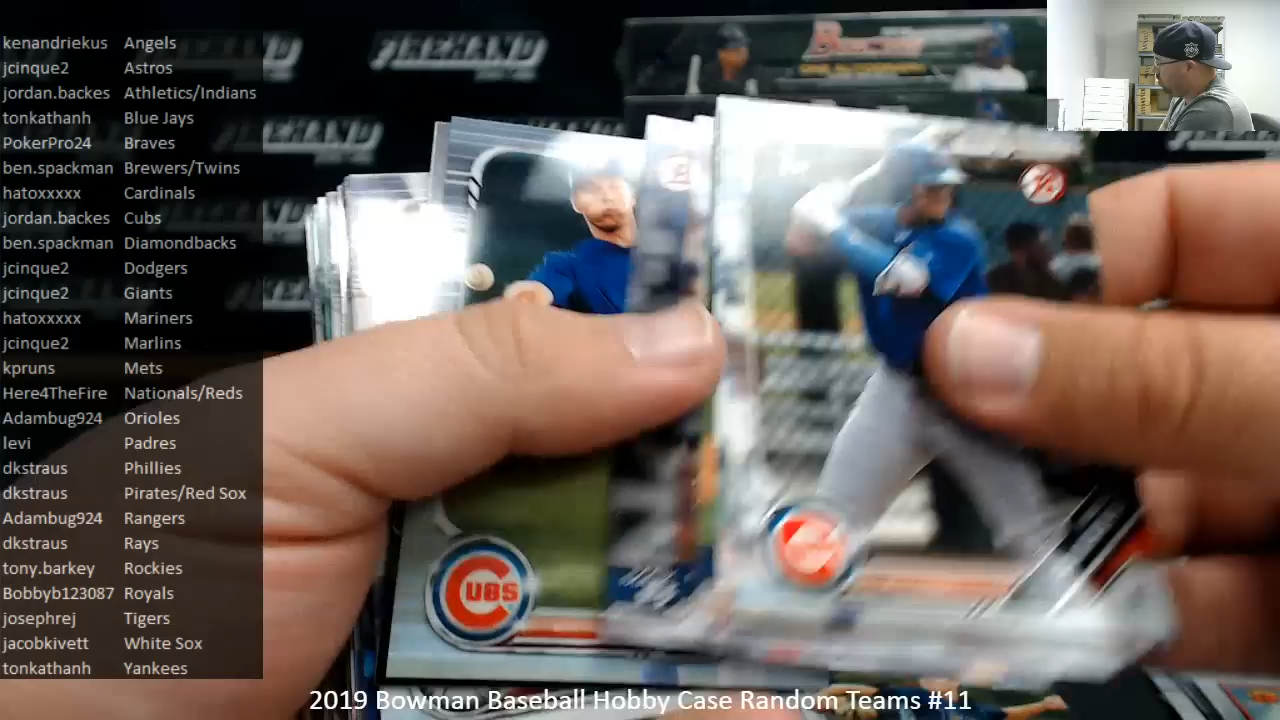 kenandriekus Angels
jcinque2 Astros
jordan.backes Athletics/Indians
tonkathanh Blue Jays
PokerPro24 Braves
ben.spackman Brewers/Twins
hatoxxxxx Cardinals
jordan.backes Cubs
ben.spackman Diamondbacks
jcinque2 Dodgers
jcinque2 Giants
hatoxxxxx Mariners
jcinque2 Marlins
kpruns Mets
Here4TheFire Nationals/Reds
Adambug924 Orioles
levi Padres
dkstraus Phillies
dkstraus Pirates/Red Sox
Adambug924 Rangers
dkstraus Rays
tony.barkey Rockies
Bobbyb123087 Royals
josephrej Tigers
jacobkivett White Sox
tonkathanh Yankees
Bowman
CUBS
2019 Bowman Baseball Hobby Case Random Teams #11